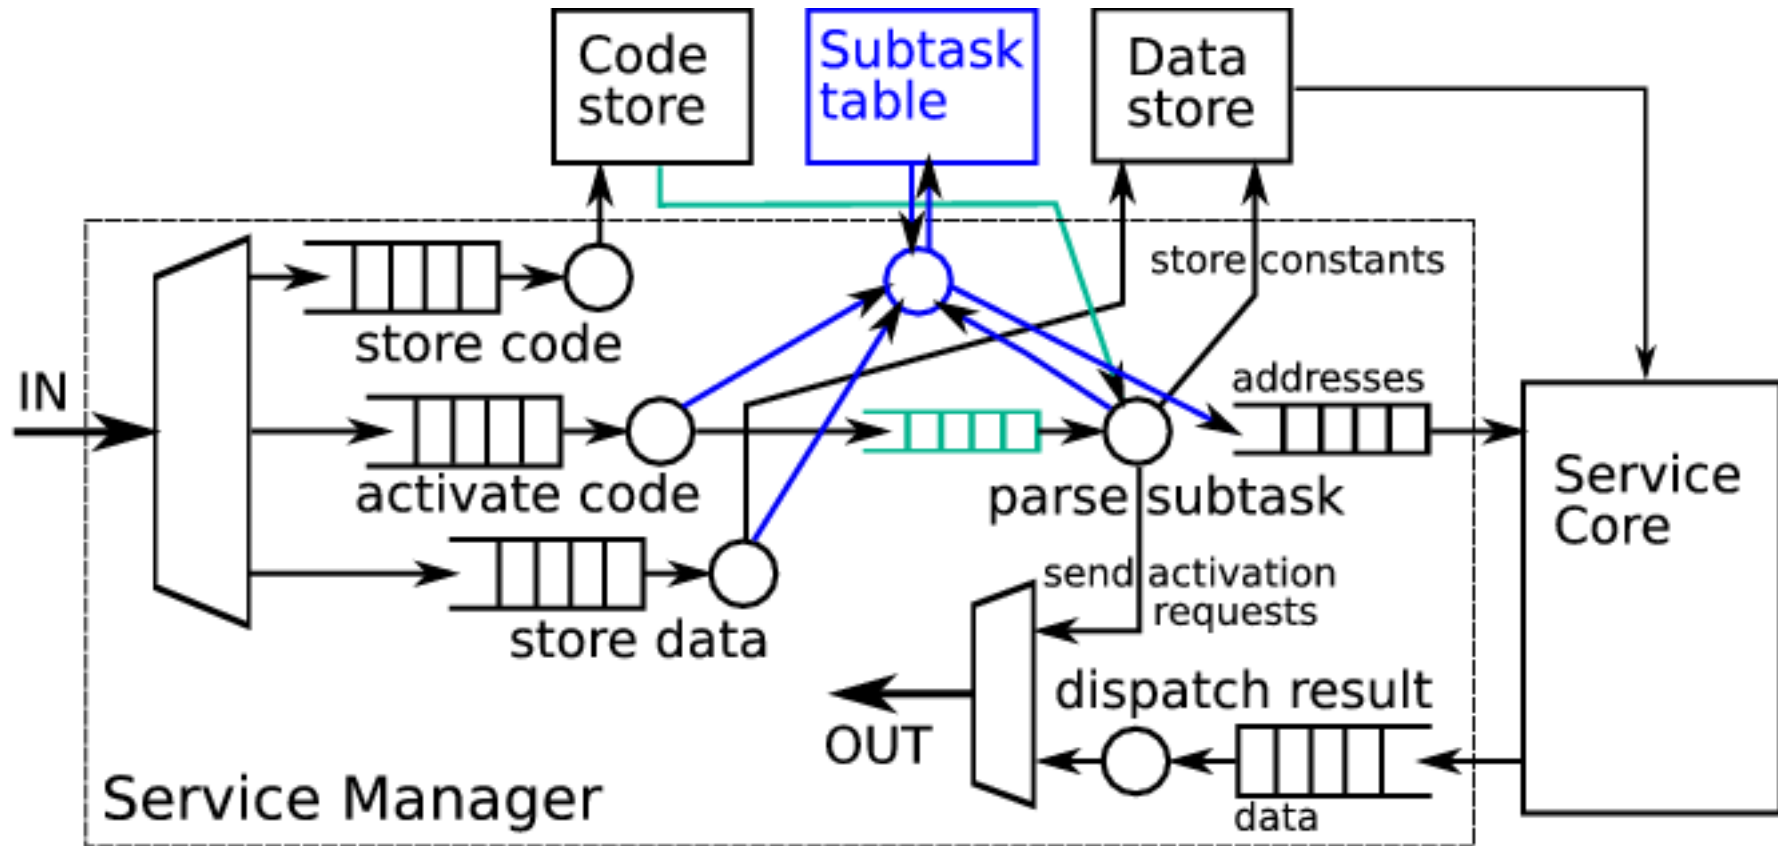 Code
store
Subtask
table
Data
store
store constants
store code
IN
addresses
activate code
parse subtask
Service
Core
send activation
requests
store data
dispatch result
OUT
Service Manager
data